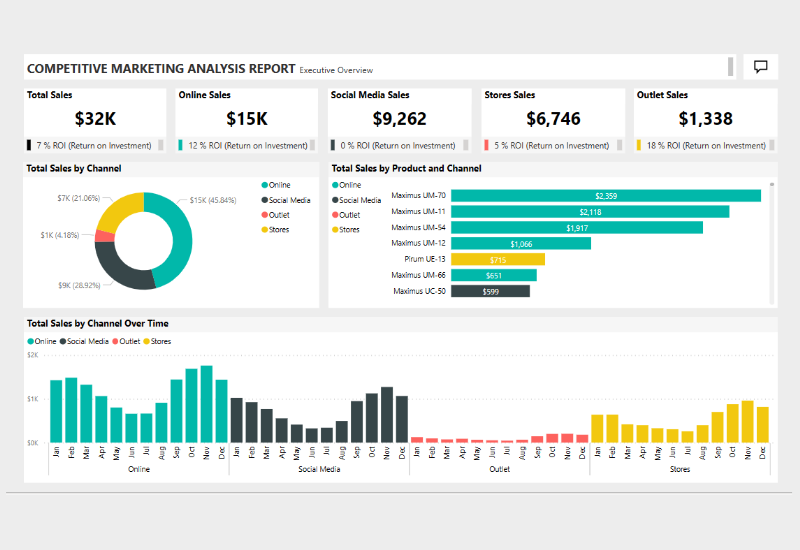 COMPETITIVE MARKETING ANALYSIS REPORT Executive Overview
Total Sales
$32K
7 % ROI (Return on Investment)
Online Sales
$15K
12 % ROI (Return on Investment)
Social Media Sales
$9,262
0 % ROI (Return on Investment)
Stores Sales
$6,746
5 % ROI (Return on Investment)
Outlet Sales
$1,338
18 % ROI (Return on Investment)
Total Sales by Channel
Online
Social Media
Outlet
Stores
$7K (21.06%)
$15K (45.84%)
$1K (4.18%)
$9K (28.92%)
Total Sales by Product and Channel
Online
Social Media
Outlet
Stores
Maximus UM-70 $2,359
Maximus UM-11 $2,118
Maximus UM-54 $1,917
Maximus UM-12 $1,066
Pirum UE-13 $715
Maximus UM-66 $651
Maximus UC-50 $599
Total Sales by Channel Over Time
Online Social Media Outlet Stores
$2K
$1K
$0K
Jan Feb Mar Apr May Jun Jul Aug Sep Oct Nov Dec Jan Feb Mar Apr May Jun Jul Aug Sep Oct Nov Dec Jan Feb Mar Apr May Jun Jul Aug Sep Oct Nov Dec Jan Feb Mar Apr May Jun Jul Aug Sep Oct Nov Dec
Online Social Media Outlet Stores